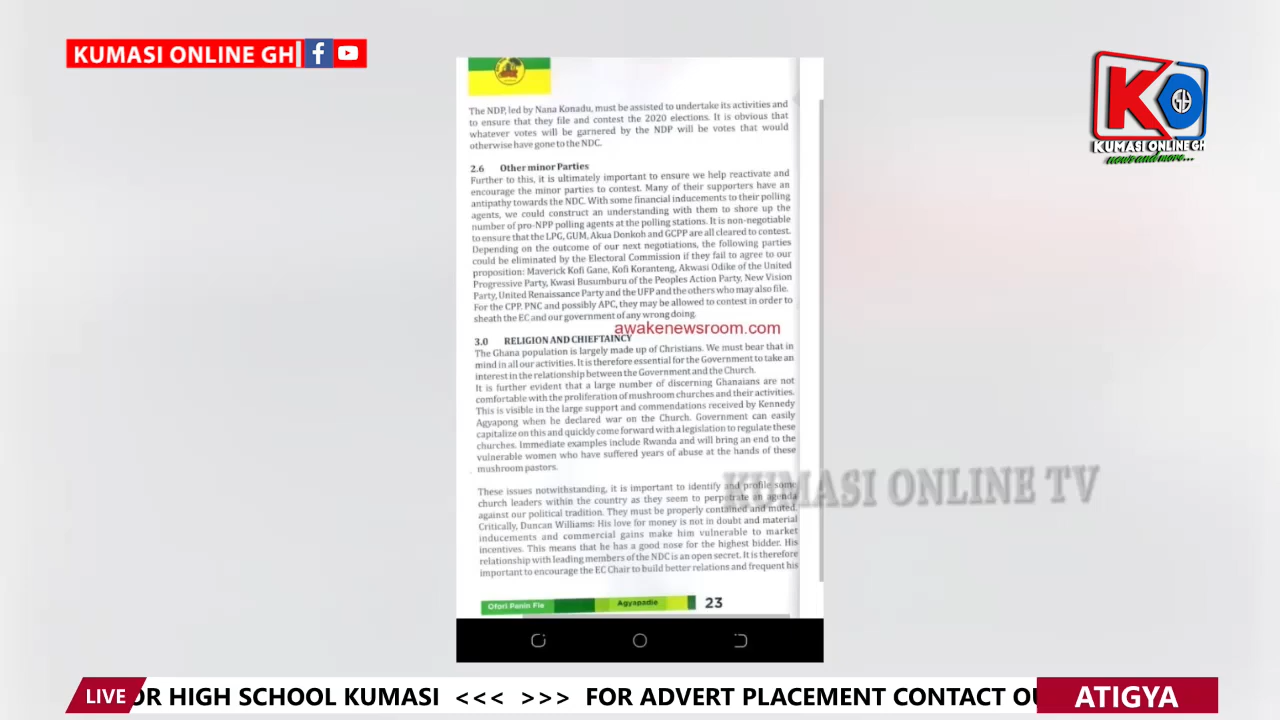 KUMASI ONLINE GH
KO
GH
KUMASI ONLINE GH
news and more...
The NDP, led by Nana Konadu, must be assisted to undertake its activities and
to ensure that they file and contest the 2020 elections. It is obvious that
whatever votes will be garnered by the NDP will be votes that would
otherwise have gone to the NDC.
2.6 Other minor Parties
Further to this, it is ultimately important to ensure we help reactivate and
encourage the minor parties to contest. Many of their supporters have an
antipathy towards the NDC. With some financial inducements to their polling
agents, we could construct an understanding with them to shore up the
number of pro-NPP polling agents at the polling stations. It is non-negotiable
to ensure that the LPG, GUM, Akua Donkoh and GCPP are all cleared to contest.
Depending on the outcome of our next negotiations, the following parties
could be eliminated by the Electoral Commission if they fail to agree to our
proposition: Maverick Kofi Gane, Kofi Koranteng, Akwasi Odike of the United
Progressive Party, Kwasi Busumburu of the Peoples Action Party, New Vision
Party, United Renaissance Party and the UFP and the others who may also file.
For the CPP, PNC and possibly APC, they may be allowed to contest in order to
sheath the EC and our government of any wrong doing.
awakenewsroom.com
3.0 RELIGION AND CHIEFTAINCY
The Ghana population is largely made up of Christians. We must bear that in
mind in all our activities. It is therefore essential for the Government to take an
interest in the relationship between the Government and the Church.
It is further evident that a large number of discerning Ghanaians are not
comfortable with the proliferation of mushroom churches and their activities.
This is visible in the large support and commendations received by Kennedy
Agyapong when he declared war on the Church. Government can easily
capitalize on this and quickly come forward with a legislation to regulate these
churches. Immediate examples include Rwanda and will bring an end to the
vulnerable women who have suffered years of abuse at the hands of these
mushroom pastors.
KUMASI ONLINE TV
These issues notwithstanding, it is important to identify and profile some
church leaders within the country as they seem to perpetrate an agenda
against our political tradition. They must be properly contained and muted.
Critically, Duncan Williams: His love for money is not in doubt and material
inducements and commercial gains make him vulnerable to market
incentives. This means that he has a good nose for the highest bidder. His
relationship with leading members of the NDC is an open secret. It is therefore
important to encourage the EC Chair to build better relations and frequent his
Ofori Panin Fie Agyapadie 23
LIVE OR HIGH SCHOOL KUMASI <<< >>> FOR ADVERT PLACEMENT CONTACT OU ATIGYA